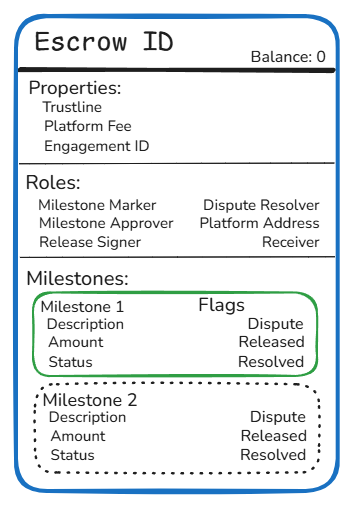 Escrow ID
Balance: 0
Properties:
Trustline
Platform Fee
Engagement ID
Roles:
Milestone Marker Dispute Resolver
Milestone Approver Platform Address
Release Signer Receiver
Milestones:
Milestone 1 Flags
Description Dispute
Amount Released
Status Resolved
Milestone 2
Description Dispute
Amount Released
Status Resolved